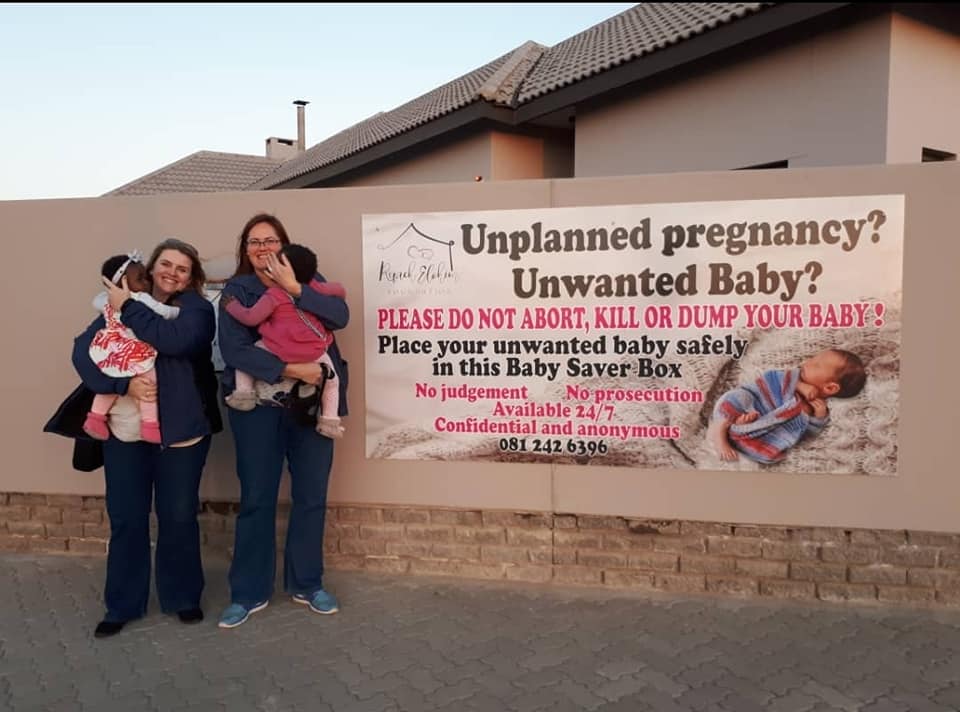 Unplanned pregnancy?
Unwanted Baby?
PLEASE DO NOT ABORT, KILL OR DUMP YOUR BABY!
Place your unwanted baby safely
in this Baby Saver Box
No judgement No prosecution
Available 24/7
Confidential and anonymous
081 242 6396